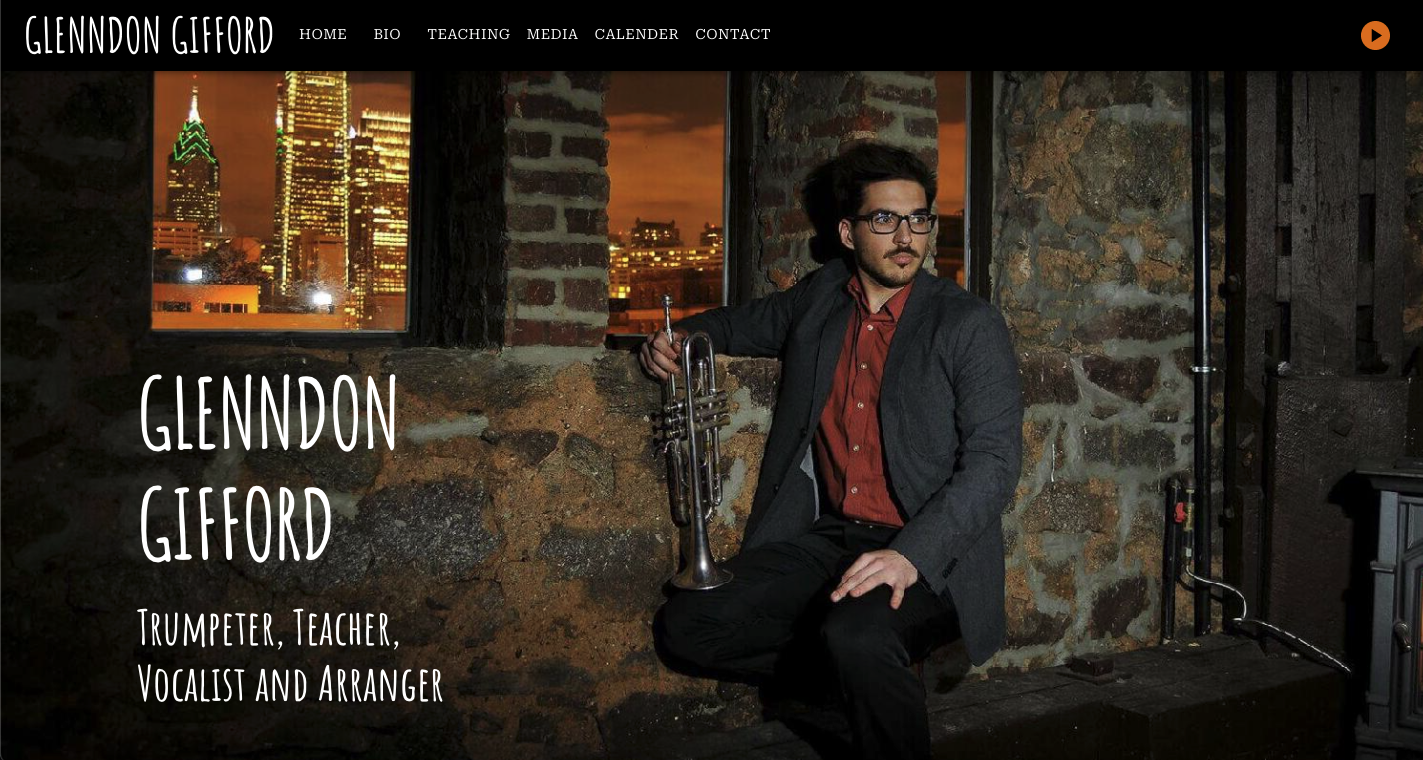 GLENNDON GIFFORD HOME BIO TEACHING MEDIA CALENDER CONTACT
GLENNDON
GIFFORD
TRUMPETER, TEACHER,
VOCALIST AND ARRANGER